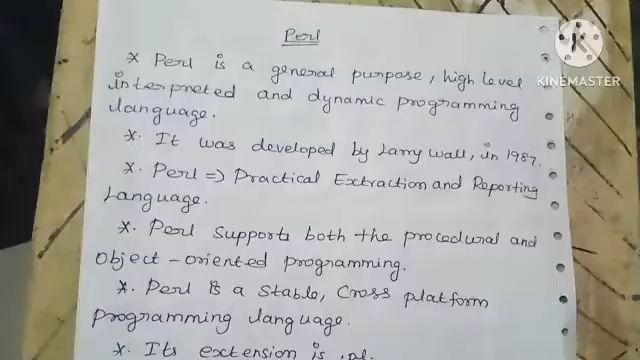 Perl
* Perl is a general purpose, high level
interpreted and dynamic programming
language.
*. It was developed by Larry Wall, in 1987.
*. Perl => Practical Extraction and Reporting
Language.
*. Perl Supports both the procedural and
object-oriented programming.
*. Perl is a Stable, Cross platform
programming language.
*. Its extension is .pl.
KINEMASTER